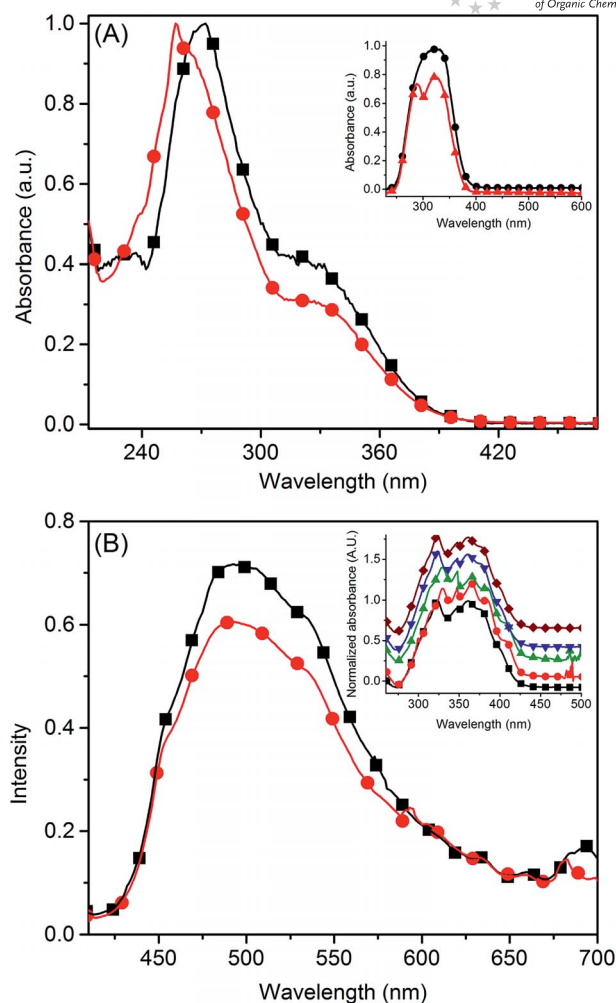 of Organic Chem
(A)
1.0
0.8
0.6
0.4
0.2
0.0
Absorbance (a.u.)
240 300 360 420
Wavelength (nm)
1.0
0.8
0.6
0.4
0.2
0.0
Absorbance (a.u.)
300 400 500 600
Wavelength (nm)
(B)
0.8
0.6
0.4
0.2
0.0
Intensity
450 500 550 600 650 700
Wavelength (nm)
1.5
1.0
0.5
0.0
Normalized absorbance (A.U.)
300 350 400 450 500
Wavelength (nm)